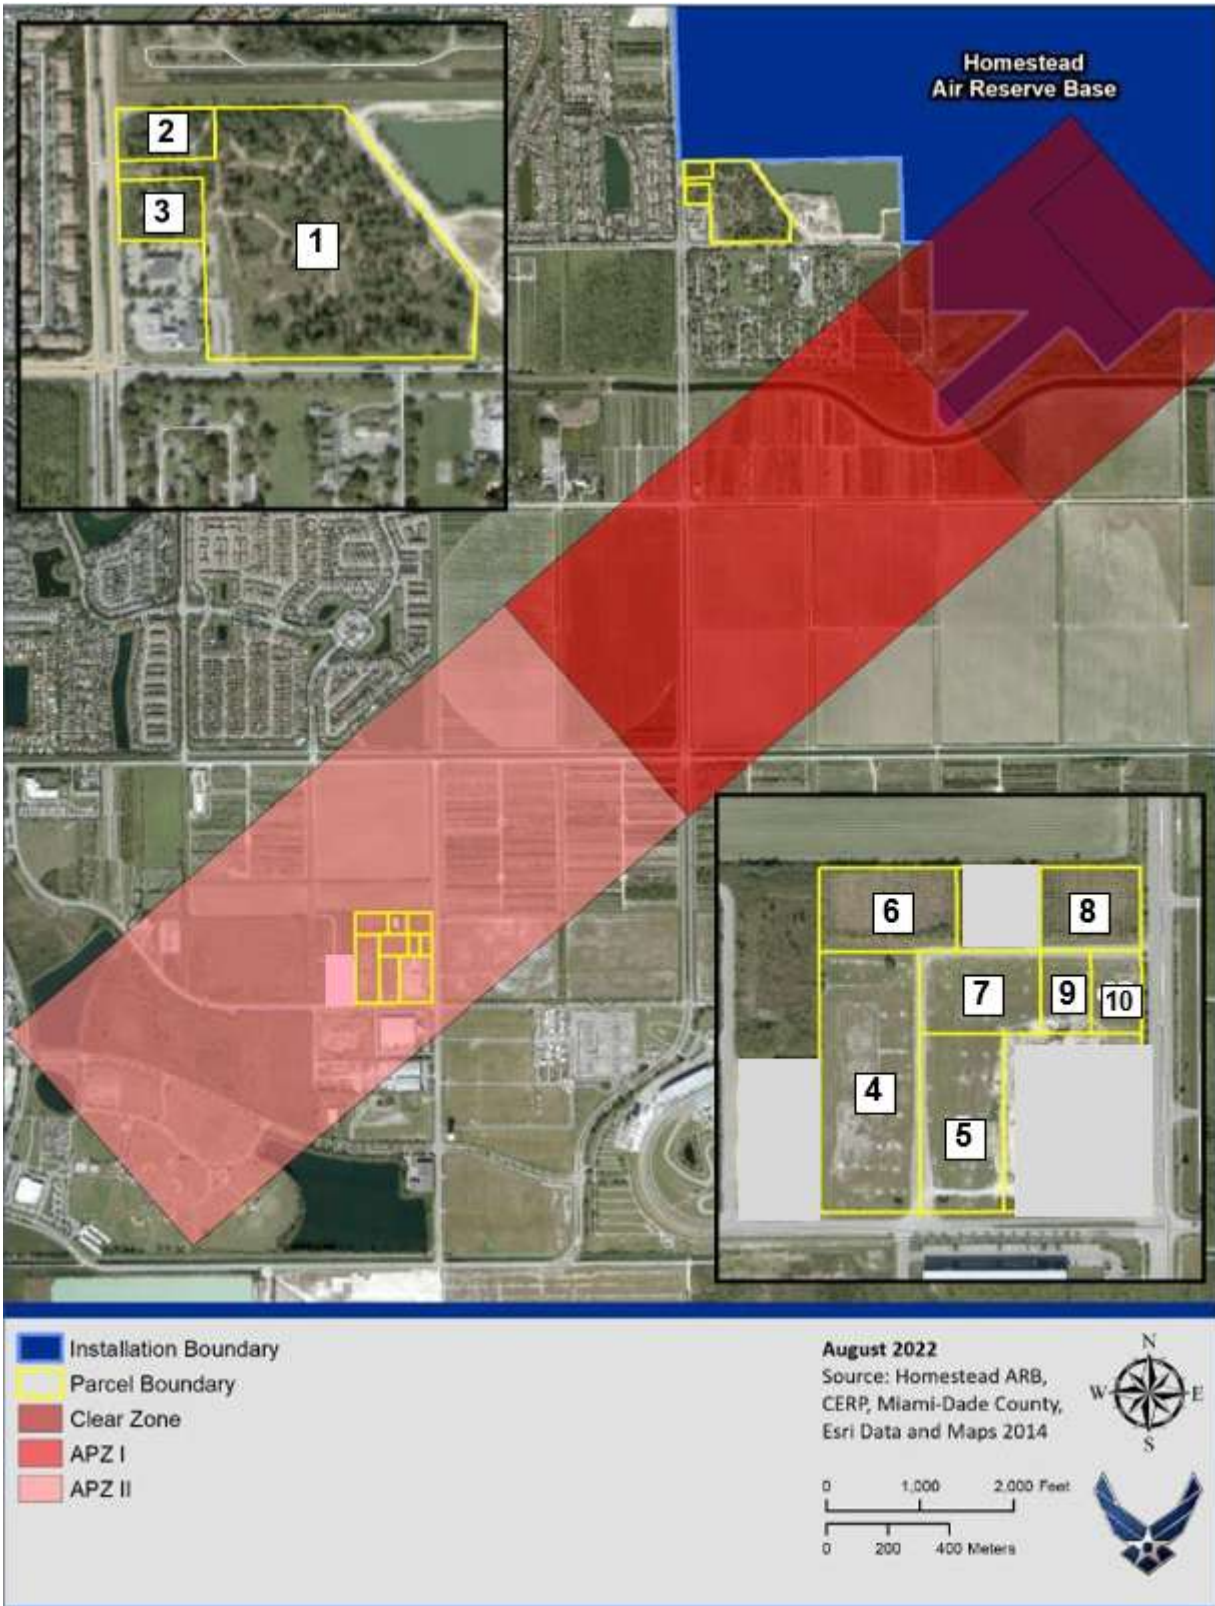 Homestead
Air Reserve Base
2
3
1
6
8
7
9
10
4
5
Installation Boundary
Parcel Boundary
Clear Zone
APZ I
APZ II
August 2022
Source: Homestead ARB,
CERP, Miami-Dade County,
Esri Data and Maps 2014
N
W E
S
0 1,000 2,000 Feet
0 200 400 Meters